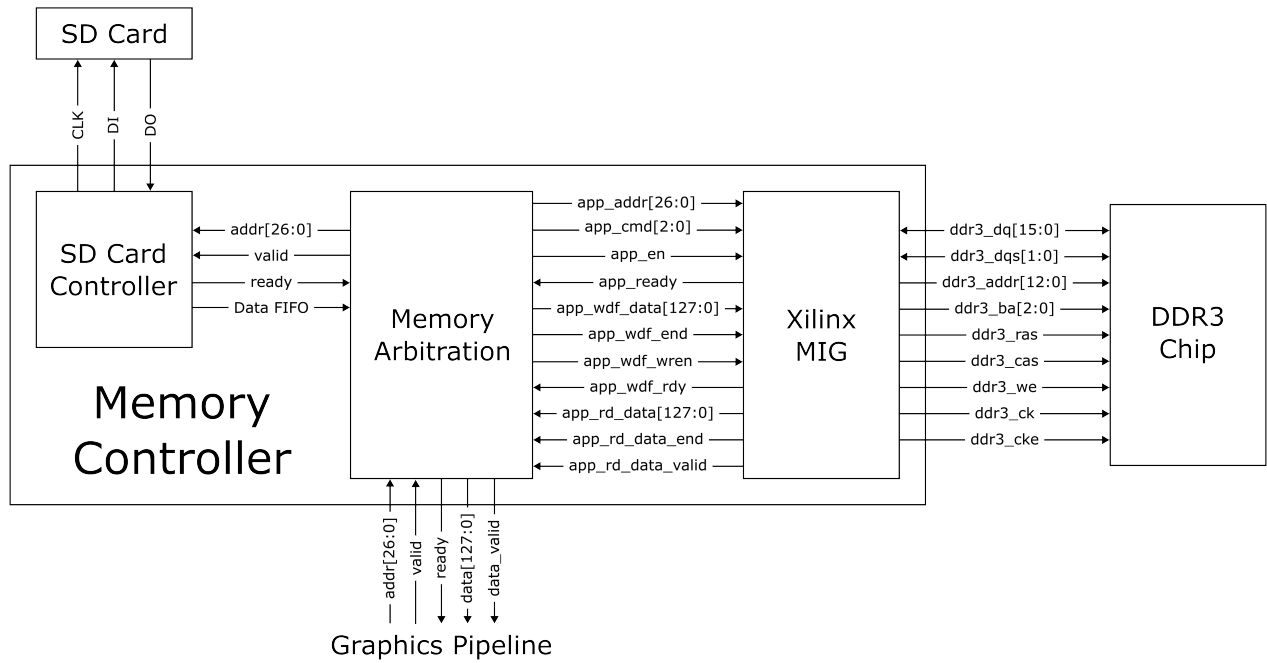 SD Card
CLK
DI
DO
SD Card
Controller
addr[26:0]
valid
ready
Data FIFO
Memory
Controller
Memory
Arbitration
app_addr[26:0]
app_cmd[2:0]
app_en
app_ready
app_wdf_data[127:0]
app_wdf_end
app_wdf_wren
app_wdf_rdy
app_rd_data[127:0]
app_rd_data_end
app_rd_data_valid
Xilinx
MIG
ddr3_dq[15:0]
ddr3_dqs[1:0]
ddr3_addr[12:0]
ddr3_ba[2:0]
ddr3_ras
ddr3_cas
ddr3_we
ddr3_ck
ddr3_cke
DDR3
Chip
addr[26:0]
valid
ready
data[127:0]
data_valid
Graphics Pipeline